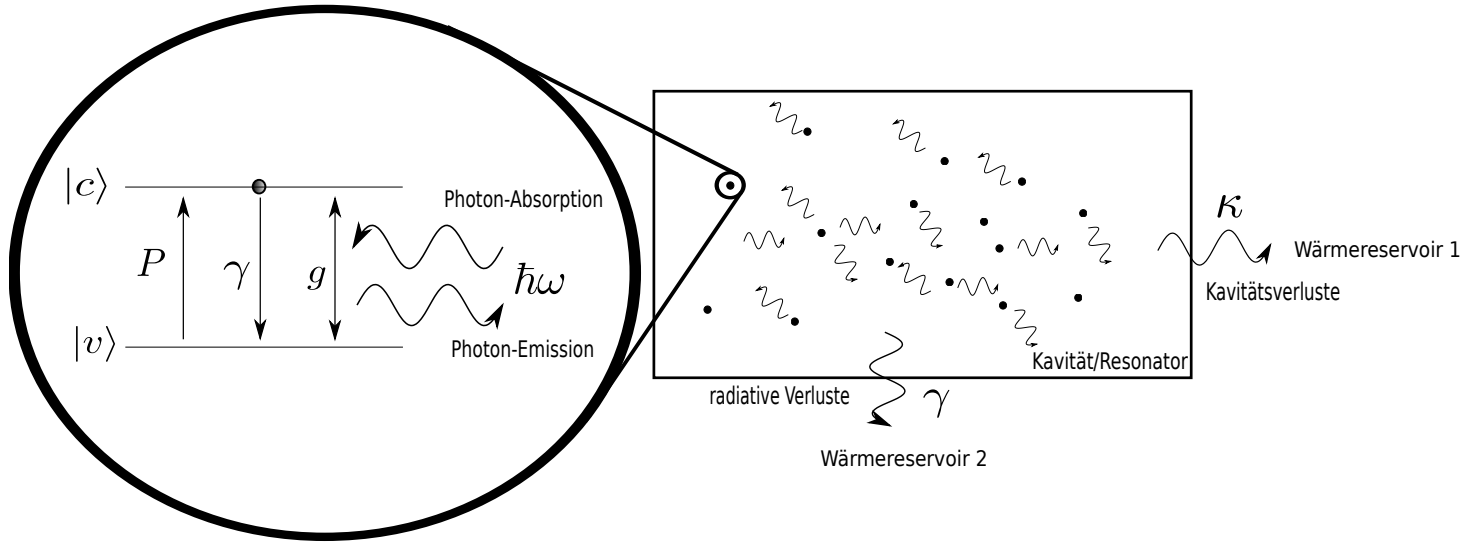 |c⟩
Photon-Absorption
P
γ
g
ħω
|v⟩
Photon-Emission
κ
Wärmereservoir 1
Kavitätsverluste
Kavität/Resonator
radiative Verluste
γ
Wärmereservoir 2